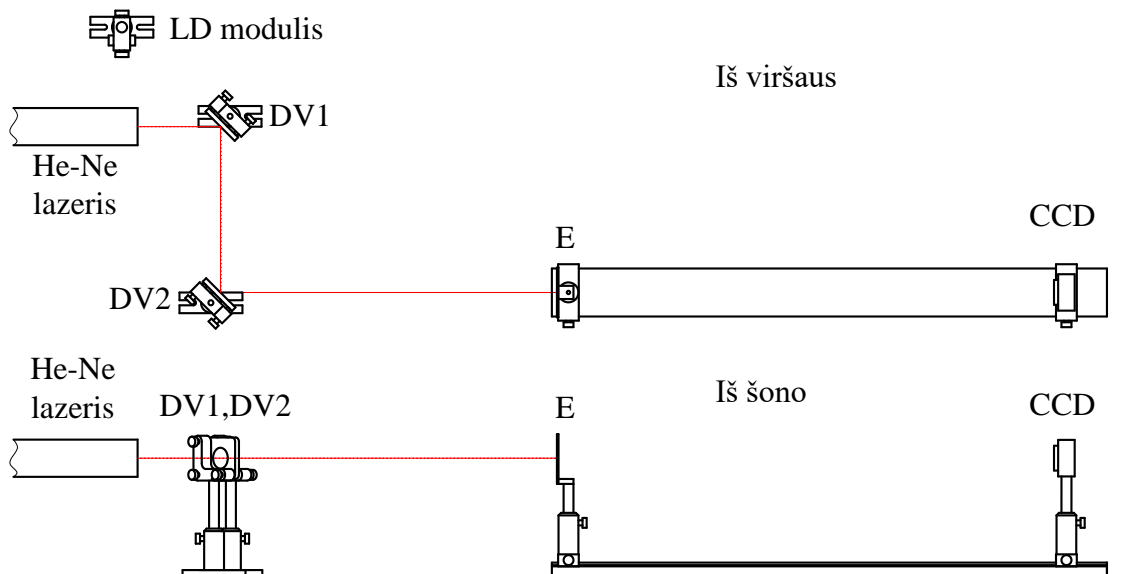 LD modulis
Iš viršaus
DV1
He-Ne
lazeris
CCD
E
DV2
He-Ne
lazeris
DV1,DV2
Iš šono
E
CCD